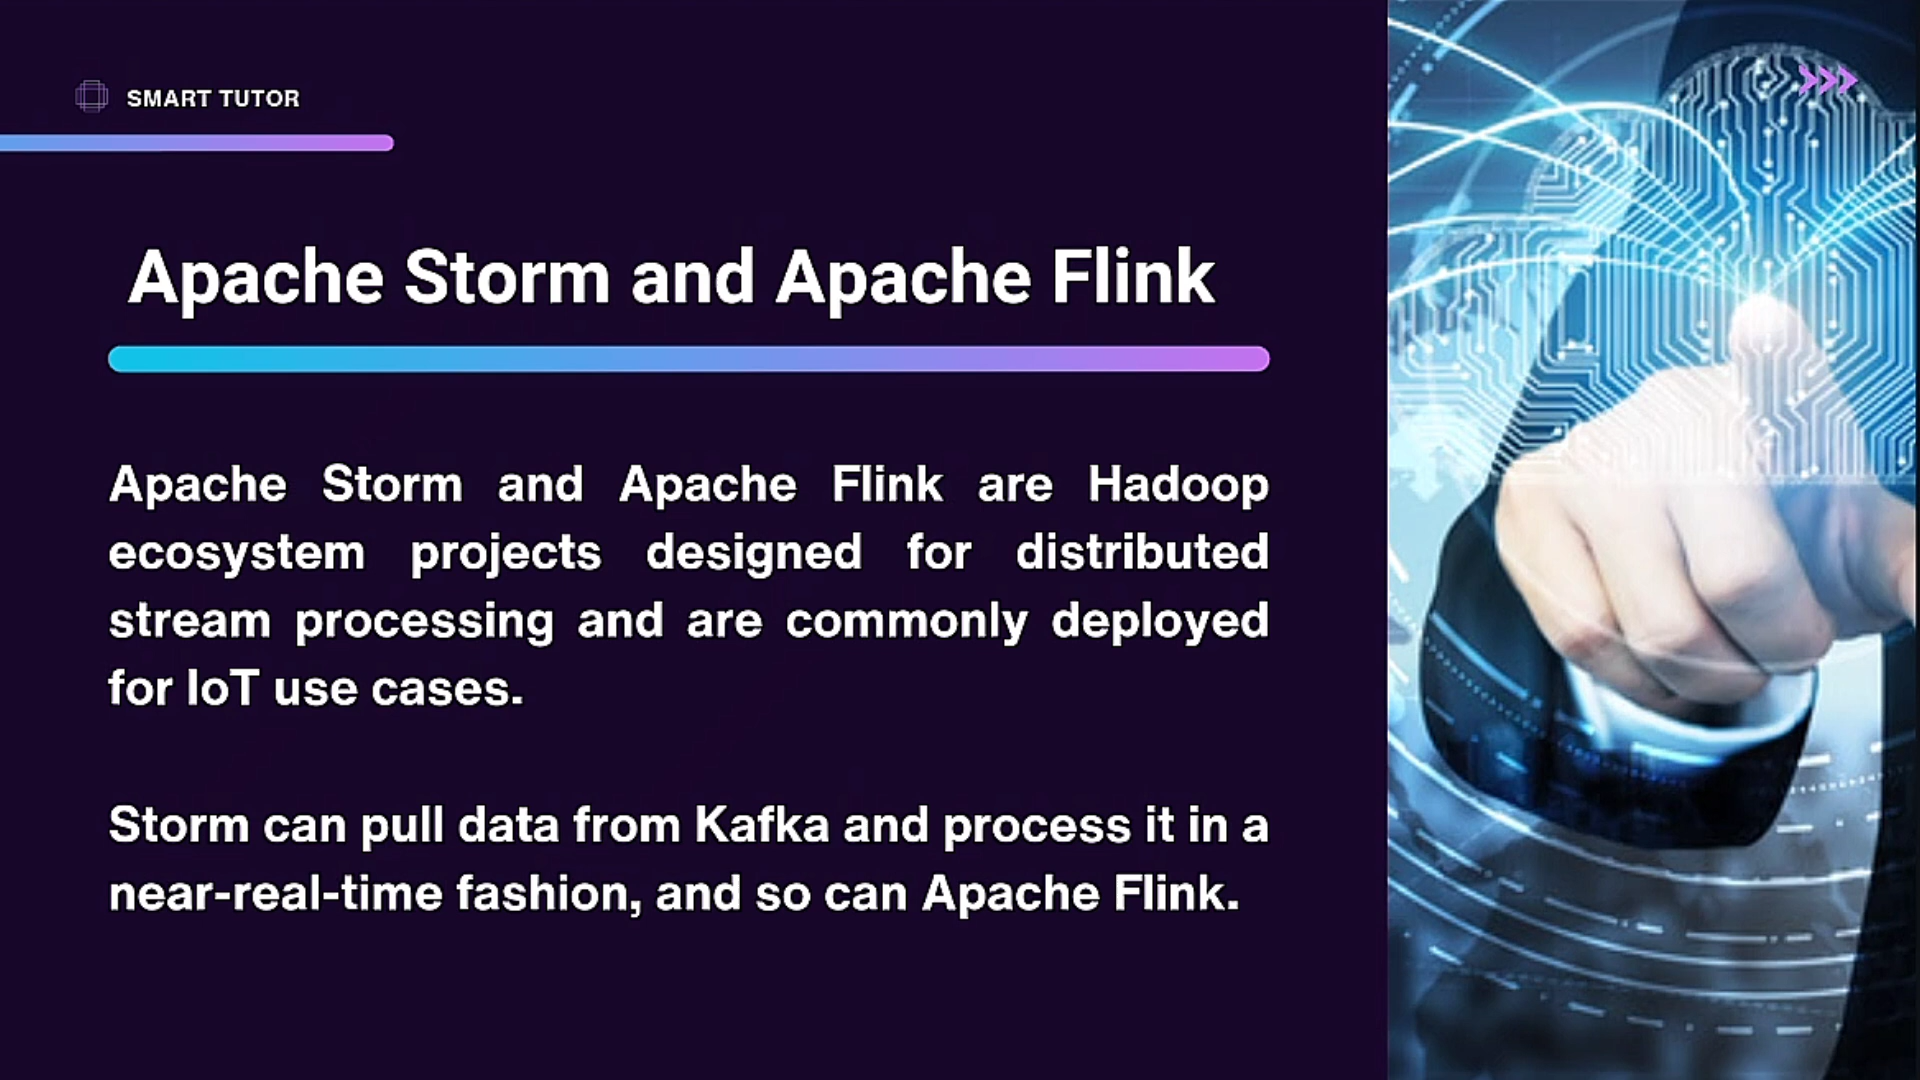 SMART TUTOR
Apache Storm and Apache Flink
Apache Storm and Apache Flink are Hadoop
ecosystem projects designed for distributed
stream processing and are commonly deployed
for IoT use cases.
Storm can pull data from Kafka and process it in a
near-real-time fashion, and so can Apache Flink.